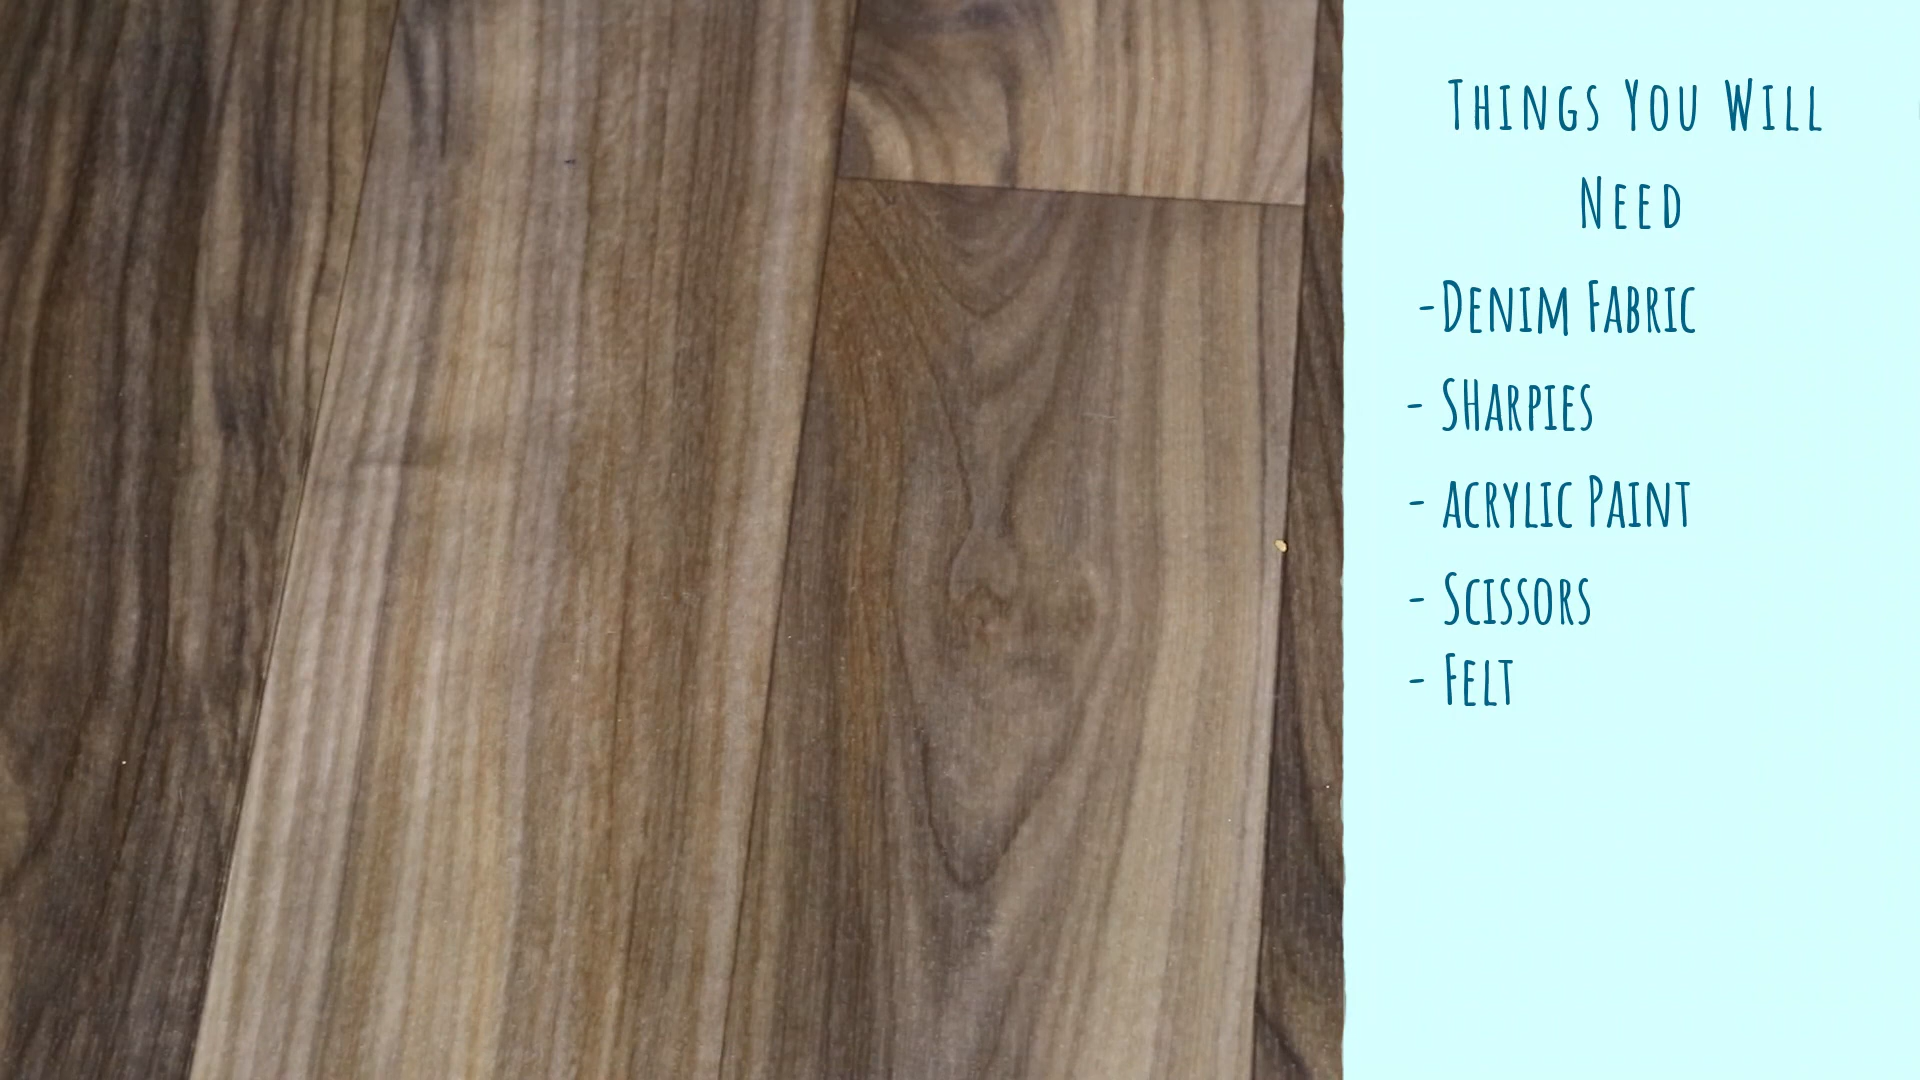 Things You Will
Need
-Denim Fabric
- SHarpies
- acrylic Paint
- Scissors
- Felt